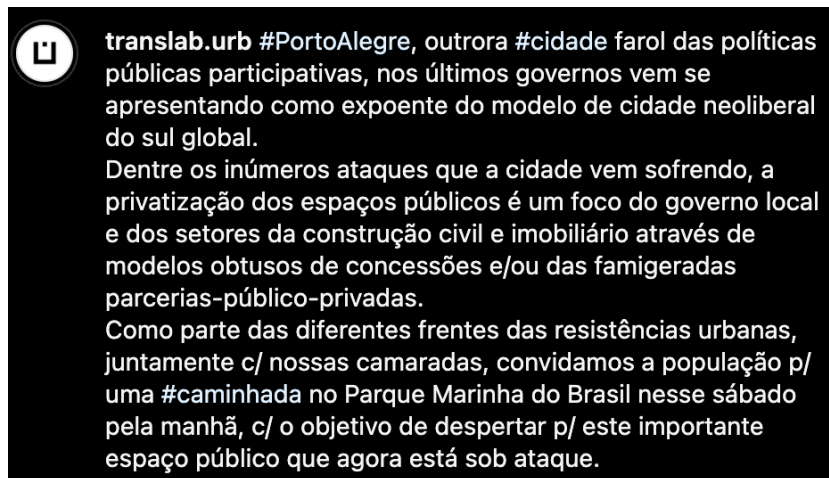 translab.urb #PortoAlegre, outrora #cidade farol das políticas
públicas participativas, nos últimos governos vem se
apresentando como expoente do modelo de cidade neoliberal
do sul global.
Dentre os inúmeros ataques que a cidade vem sofrendo, a
privatização dos espaços públicos é um foco do governo local
e dos setores da construção civil e imobiliário através de
modelos obtusos de concessões e/ou das famigeradas
parcerias-público-privadas.
Como parte das diferentes frentes das resistências urbanas,
juntamente c/ nossas camaradas, convidamos a população p/
uma #caminhada no Parque Marinha do Brasil nesse sábado
pela manhã, c/ o objetivo de despertar p/ este importante
espaço público que agora está sob ataque.